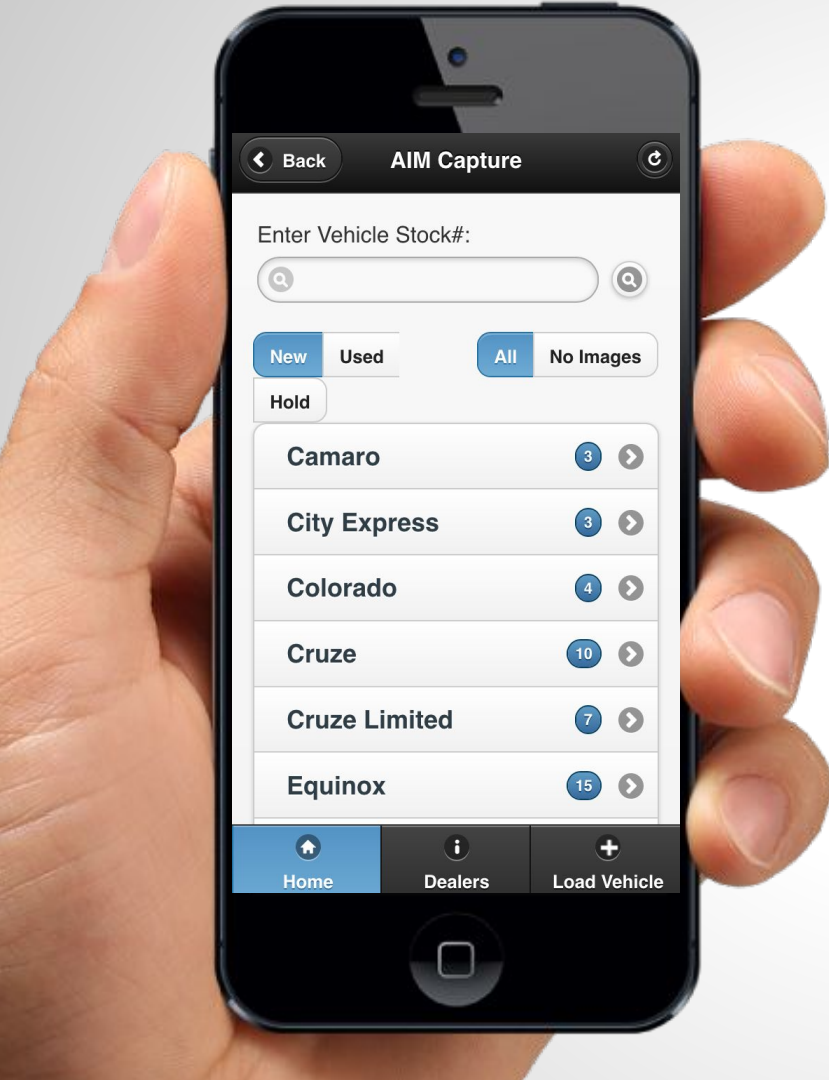 Back AIM Capture
Enter Vehicle Stock#:
New Used All No Images
Hold
Camaro 3
City Express 3
Colorado 4
Cruze 10
Cruze Limited 7
Equinox 15
Home Dealers Load Vehicle